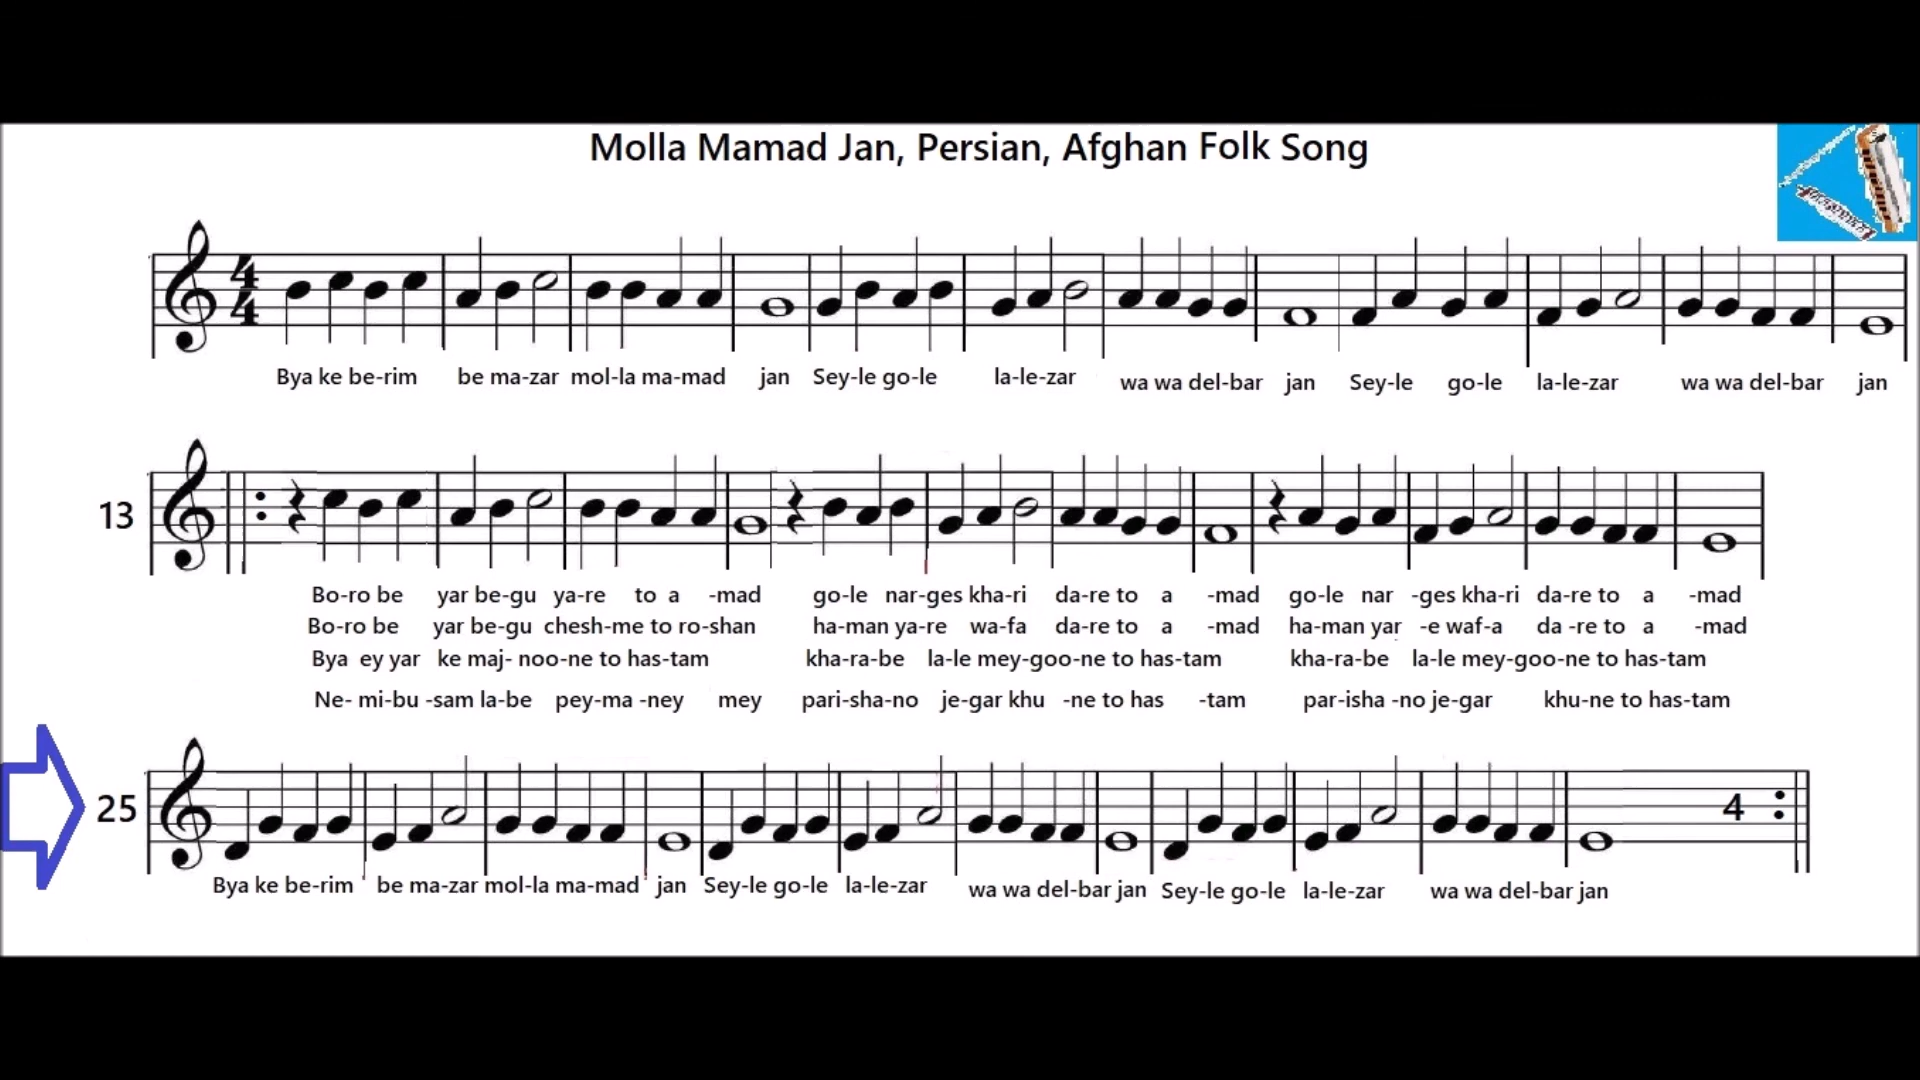 Molla Mamad Jan, Persian, Afghan Folk Song
4
4
Bya ke be-rim be ma-zar mol-la ma-mad jan Sey-le go-le la-le-zar wa wa del-bar jan Sey-le go-le la-le-zar wa wa del-bar jan
13
Bo-ro be yar be-gu ya-re to a -mad go-le nar-ges kha-ri da-re to a -mad go-le nar -ges kha-ri da-re to a -mad
Bo-ro be yar be-gu chesh-me to ro-shan ha-man ya-re wa-fa da-re to a -mad ha-man yar -e waf-a da -re to a -mad
Bya ey yar ke maj- noo-ne to has-tam kha-ra-be la-le mey-goo-ne to has-tam kha-ra-be la-le mey-goo-ne to has-tam
Ne- mi-bu -sam la-be pey-ma -ney mey pari-sha-no je-gar khu -ne to has -tam par-isha -no je-gar khu-ne to has-tam
25
4
Bya ke be-rim be ma-zar mol-la ma-mad jan Sey-le go-le la-le-zar wa wa del-bar jan Sey-le go-le la-le-zar wa wa del-bar jan